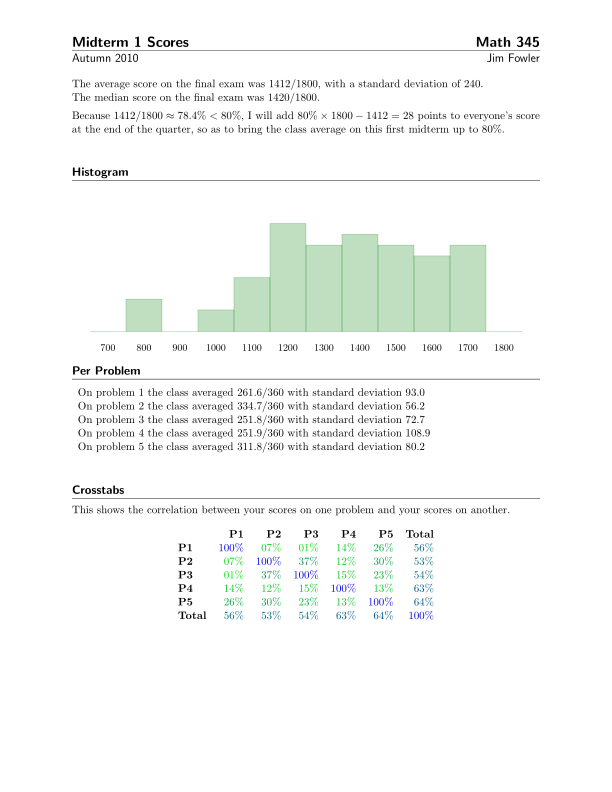 Midterm 1 Scores Math 345
Autumn 2010 Jim Fowler
The average score on the final exam was 1412/1800, with a standard deviation of 240.
The median score on the final exam was 1420/1800.
Because 1412/1800 ≈ 78.4% < 80%, I will add 80% × 1800 − 1412 = 28 points to everyone's score
at the end of the quarter, so as to bring the class average on this first midterm up to 80%.
Histogram
700 800 900 1000 1100 1200 1300 1400 1500 1600 1700 1800
Per Problem
On problem 1 the class averaged 261.6/360 with standard deviation 93.0
On problem 2 the class averaged 334.7/360 with standard deviation 56.2
On problem 3 the class averaged 251.8/360 with standard deviation 72.7
On problem 4 the class averaged 251.9/360 with standard deviation 108.9
On problem 5 the class averaged 311.8/360 with standard deviation 80.2
Crosstabs
This shows the correlation between your scores on one problem and your scores on another.
P1 P2 P3 P4 P5 Total
P1 100% 07% 01% 14% 26% 56%
P2 07% 100% 37% 12% 30% 53%
P3 01% 37% 100% 15% 23% 54%
P4 14% 12% 15% 100% 13% 63%
P5 26% 30% 23% 13% 100% 64%
Total 56% 53% 54% 63% 64% 100%